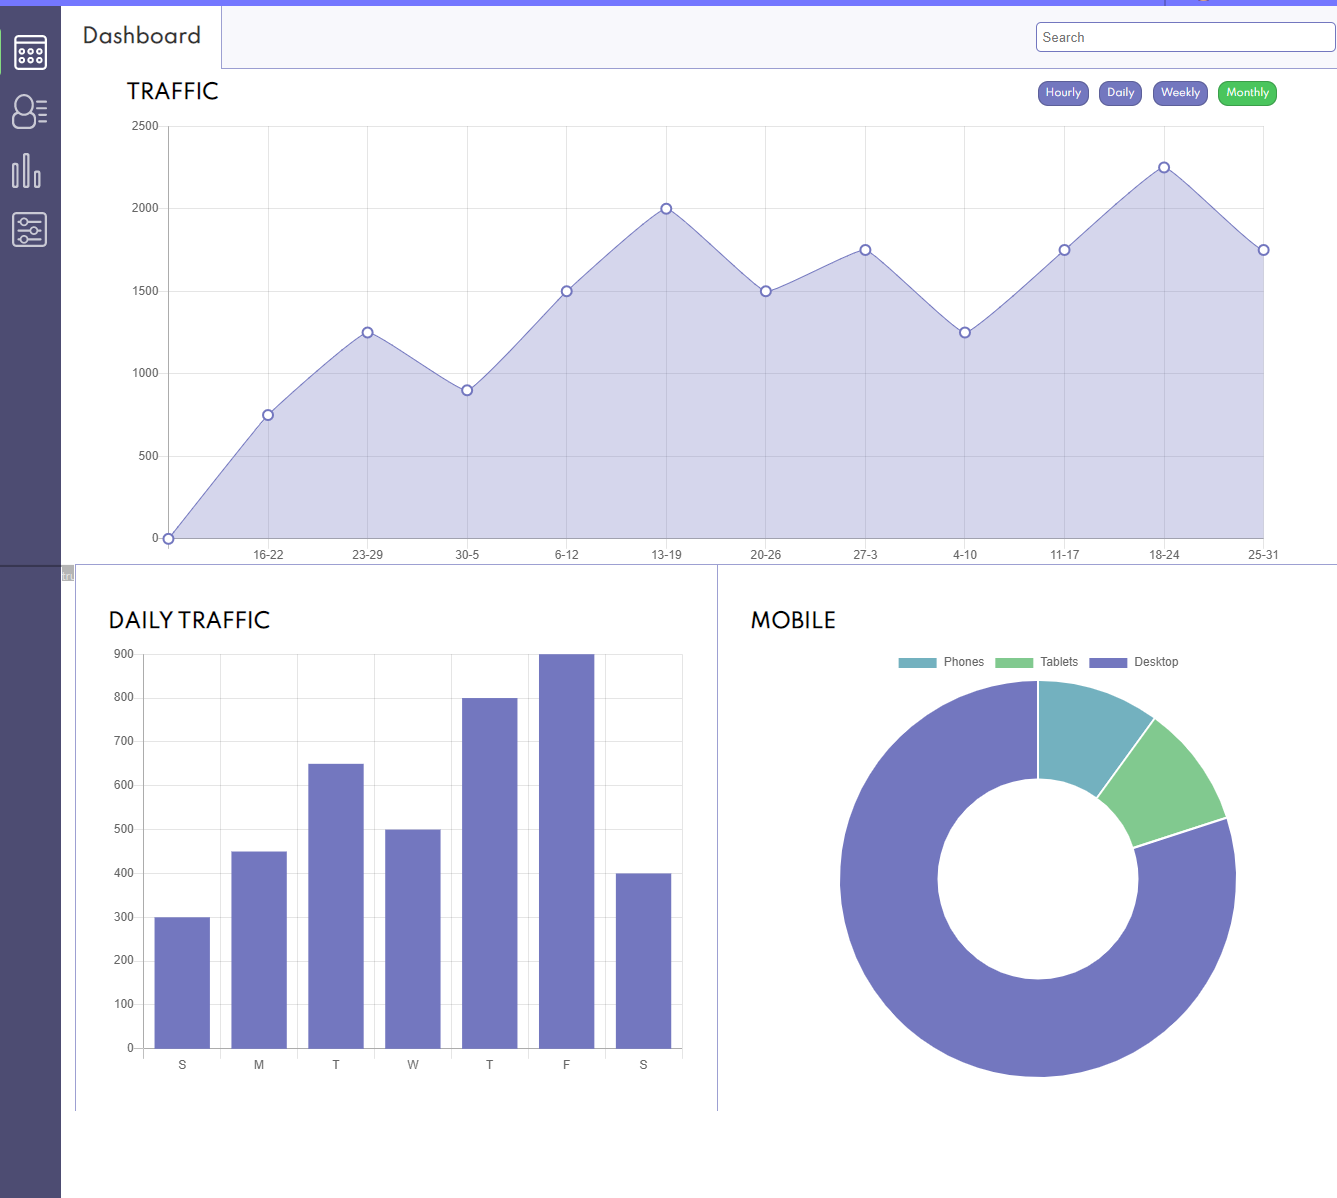 Dashboard
Search
TRAFFIC
Hourly Daily Weekly Monthly
2500
2000
1500
1000
500
0
16-22 23-29 30-5 6-12 13-19 20-26 27-3 4-10 11-17 18-24 25-31
DAILY TRAFFIC
900
800
700
600
500
400
300
200
100
0
S M T W T F S
MOBILE
Phones Tablets Desktop